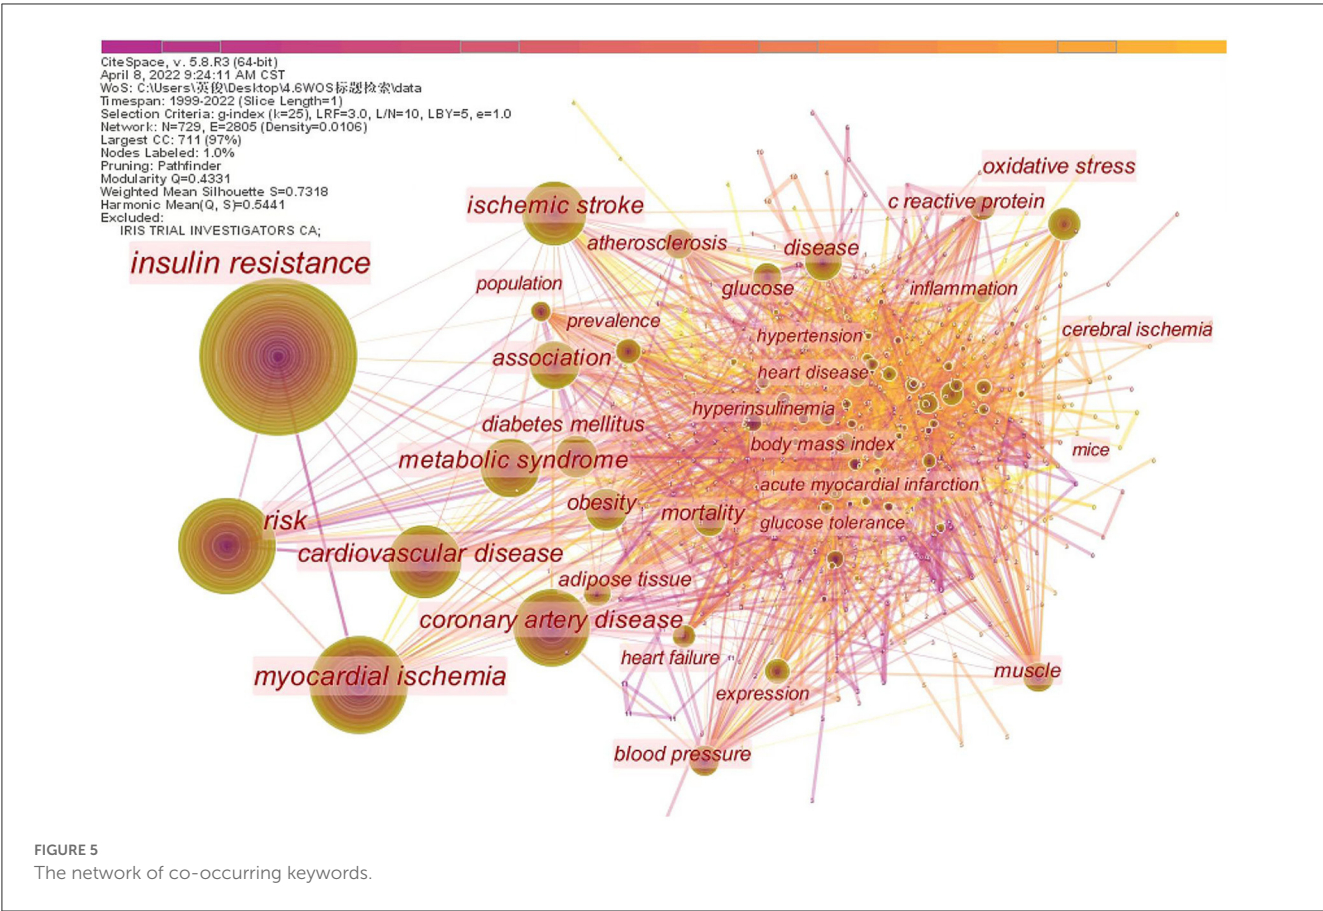 CiteSpace, v. 5.8.R3 (64-bit)
April 8, 2022 9:24:11 AM CST
WoS: C:\Users\英俊\Desktop\4.6WOS标题检索\data
Timespan: 1999-2022 (Slice Length=1)
Selection Criteria: g-index (k=25), LRF=3.0, L/N=10, LBY=5, e=1.0
Network: N=729, E=2805 (Density=0.0106)
Largest CC: 711 (97%)
Nodes Labeled: 1.0%
Pruning: Pathfinder
Modularity Q=0.4331
Weighted Mean Silhouette S=0.7318
Harmonic Mean(Q, S)=0.5441
Excluded:
IRIS TRIAL INVESTIGATORS CA;
oxidative stress
ischemic stroke
c reactive protein
atherosclerosis
disease
insulin resistance
population
glucose
inflammation
prevalence
hypertension
cerebral ischemia
association
heart disease
hyperinsulinemia
diabetes mellitus
body mass index
mice
metabolic syndrome
acute myocardial infarction
obesity
mortality
risk
glucose tolerance
cardiovascular disease
adipose tissue
coronary artery disease
heart failure
muscle
myocardial ischemia
expression
blood pressure
FIGURE 5
The network of co-occurring keywords.